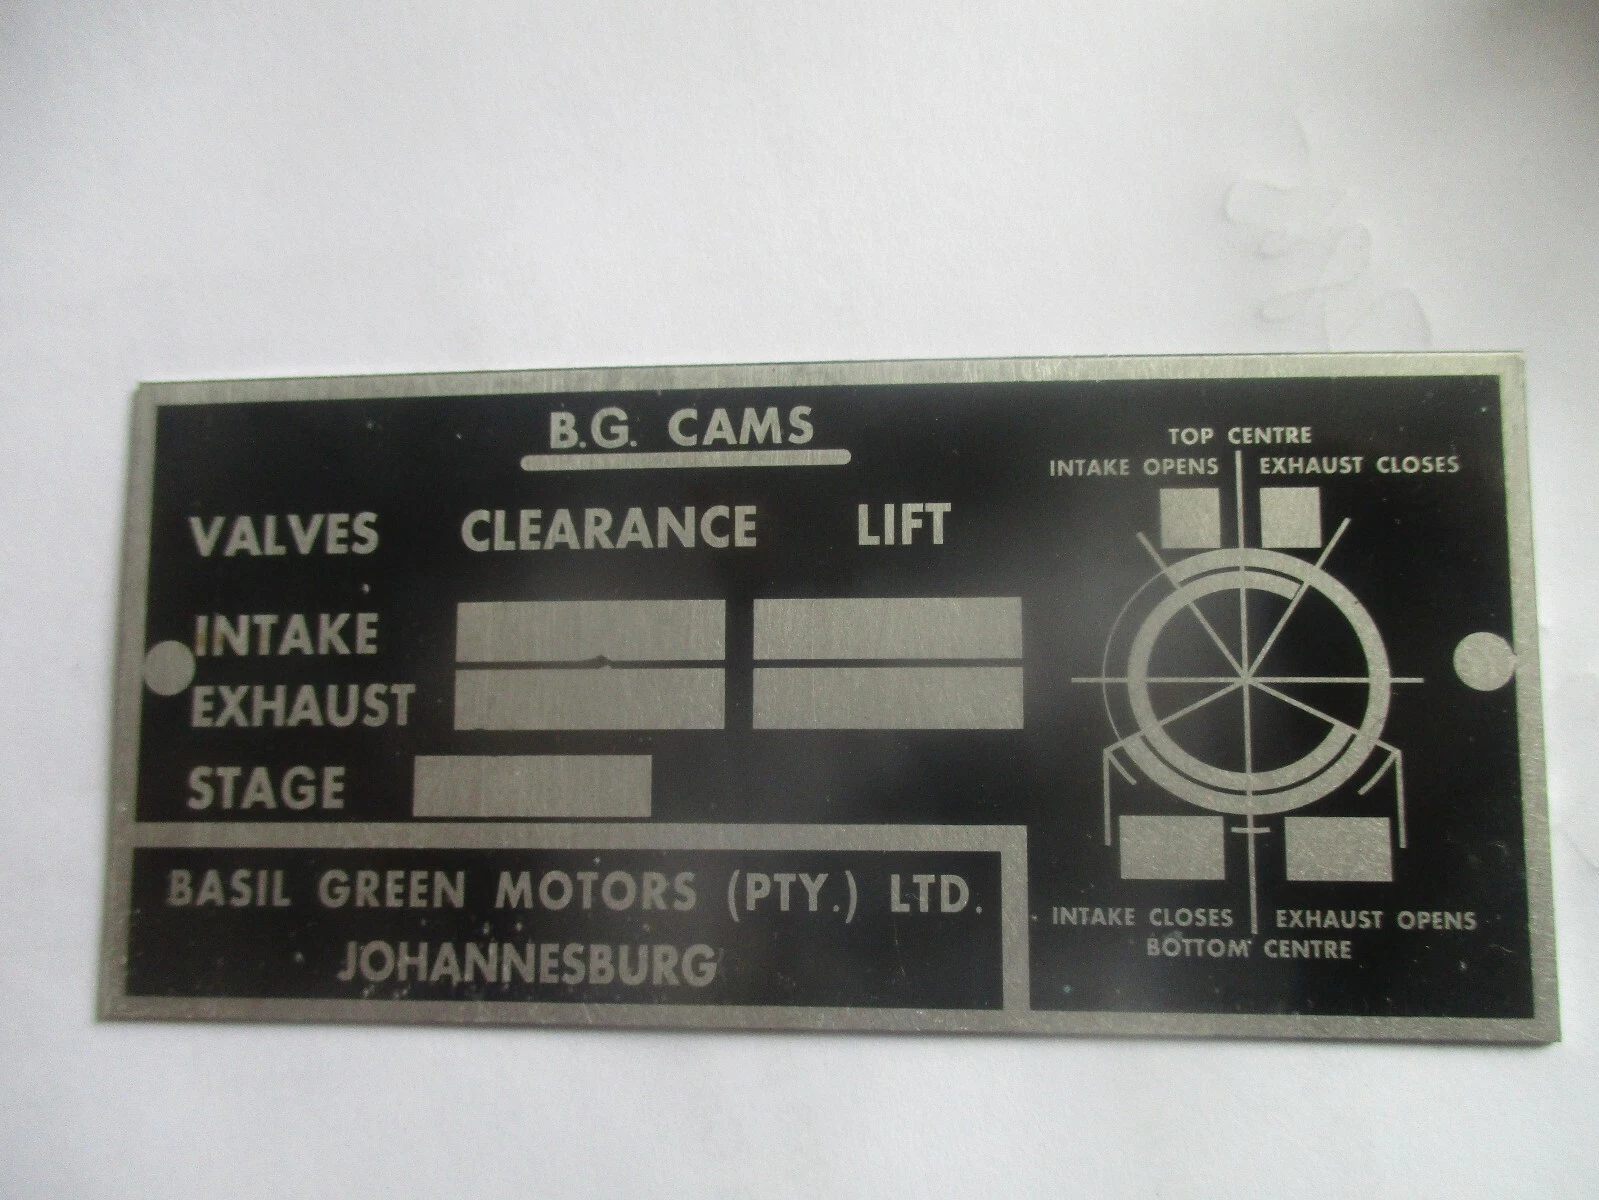 B.G. CAMS
VALVES CLEARANCE LIFT
INTAKE
EXHAUST
STAGE
BASIL GREEN MOTORS (PTY.) LTD.
JOHANNESBURG
TOP CENTRE
INTAKE OPENS EXHAUST CLOSES
INTAKE CLOSES EXHAUST OPENS
BOTTOM CENTRE